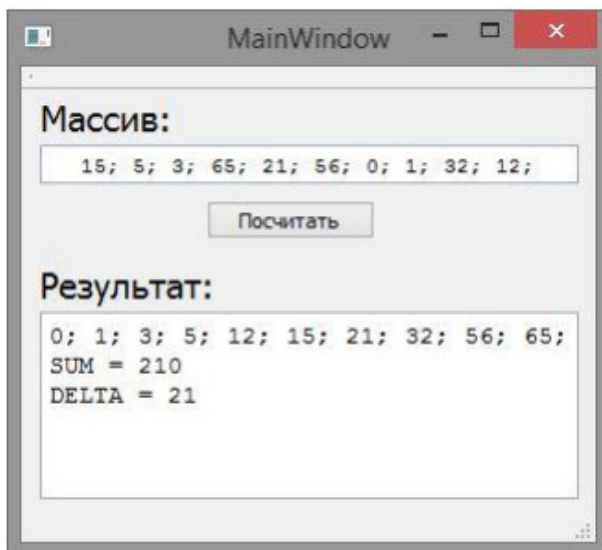 MainWindow
Массив:
15; 5; 3; 65; 21; 56; 0; 1; 32; 12;
Посчитать
Результат:
0; 1; 3; 5; 12; 15; 21; 32; 56; 65;
SUM = 210
DELTA = 21